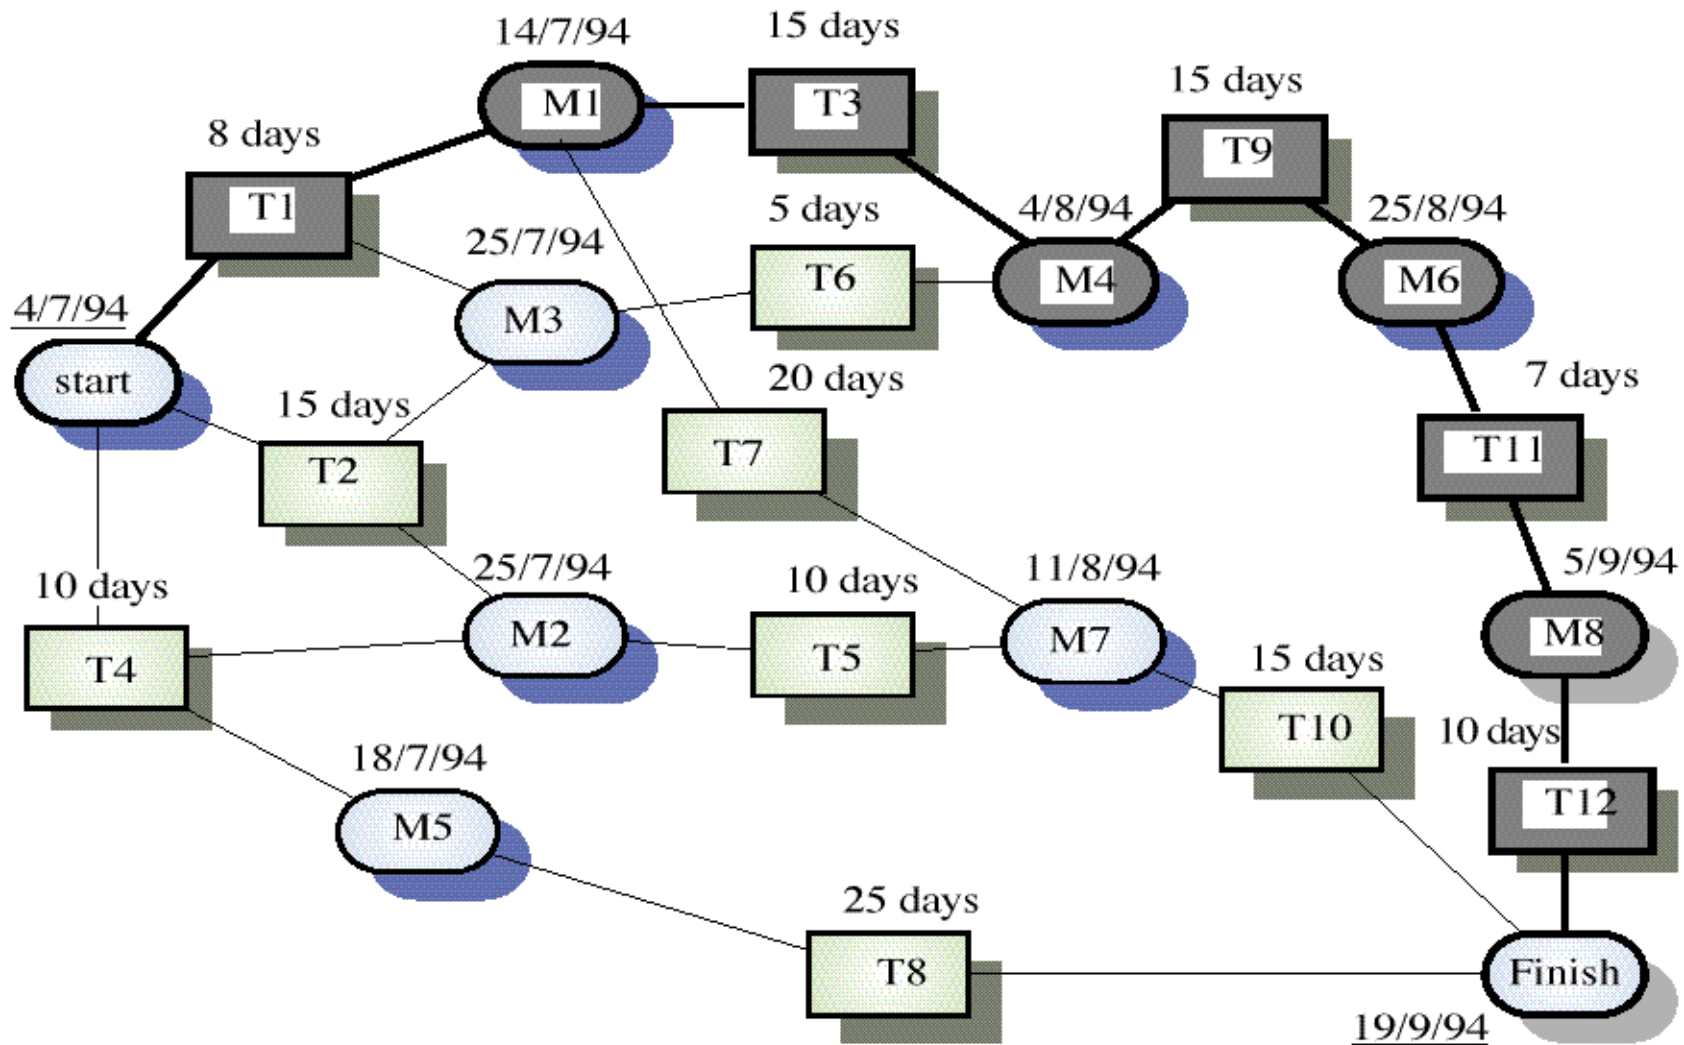 14/7/94
15 days
M1
T3
15 days
8 days
T9
T1
5 days
4/8/94
25/8/94
25/7/94
T6
M4
M6
4/7/94
M3
start
20 days
7 days
15 days
T2
T7
T11
10 days
25/7/94
10 days
11/8/94
5/9/94
M2
M7
M8
T4
T5
15 days
T10
10 days
18/7/94
T12
M5
25 days
T8
Finish
19/9/94